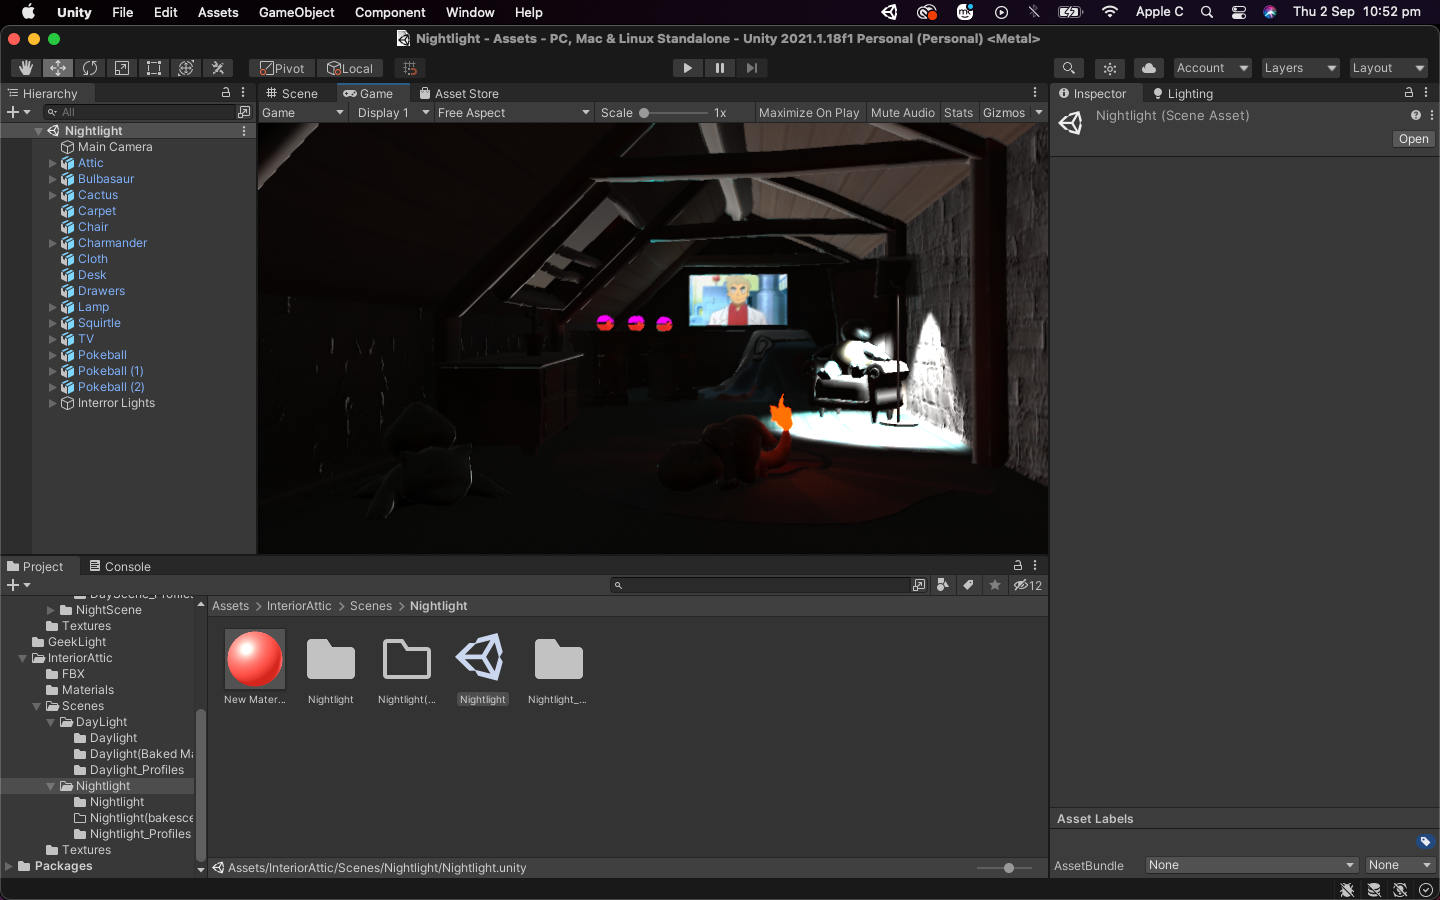 Unity File Edit Assets GameObject Component Window Help Apple C Thu 2 Sep 10:52 pm
Nightlight - Assets - PC, Mac & Linux Standalone - Unity 2021.1.18f1 Personal (Personal) <Metal>
Pivot Local Account Layers Layout
Hierarchy
All
Nightlight
Main Camera
Attic
Bulbasaur
Cactus
Carpet
Chair
Charmander
Cloth
Desk
Drawers
Lamp
Squirtle
TV
Pokeball
Pokeball (1)
Pokeball (2)
Interror Lights
Scene Game Asset Store
Game Display 1 Free Aspect Scale 1x Maximize On Play Mute Audio Stats Gizmos
Inspector Lighting
Nightlight (Scene Asset)
Open
Project Console
12
DayScene_Profiles
NightScene
Textures
GeekLight
InteriorAttic
FBX
Materials
Scenes
DayLight
Daylight
Daylight(Baked Ma
Daylight_Profiles
Nightlight
Nightlight
Nightlight(bakesce
Nightlight_Profiles
Textures
Packages
Assets > InteriorAttic > Scenes > Nightlight
New Mater... Nightlight Nightlight(... Nightlight Nightlight_...
Assets/InteriorAttic/Scenes/Nightlight/Nightlight.unity
Asset Labels
AssetBundle None None